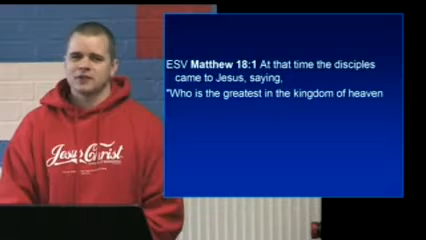 Jesus Christ
ESV Matthew 18:1 At that time the disciples
came to Jesus, saying,
"Who is the greatest in the kingdom of heaven